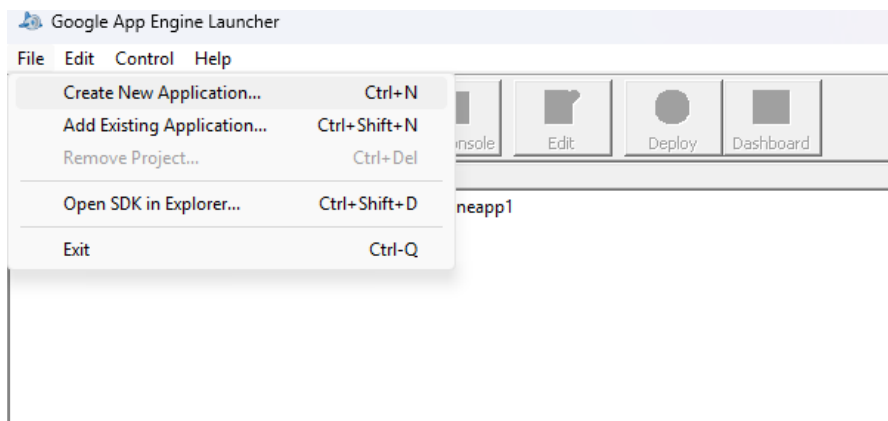 Google App Engine Launcher
File Edit Control Help
Create New Application... Ctrl+N
Add Existing Application... Ctrl+Shift+N
Remove Project... Ctrl+Del
Open SDK in Explorer... Ctrl+Shift+D
Exit Ctrl-Q
nsole Edit Deploy Dashboard
neapp1